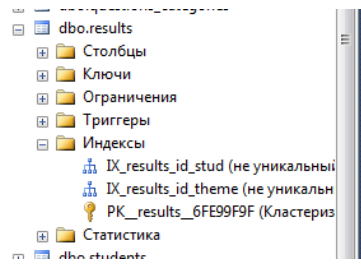 dbo.results
Столбцы
Ключи
Ограничения
Триггеры
Индексы
IX_results_id_stud (не уникальный
IX_results_id_theme (не уникальн
PK__results__6FE99F9F (Кластериз
Статистика
dbo.students